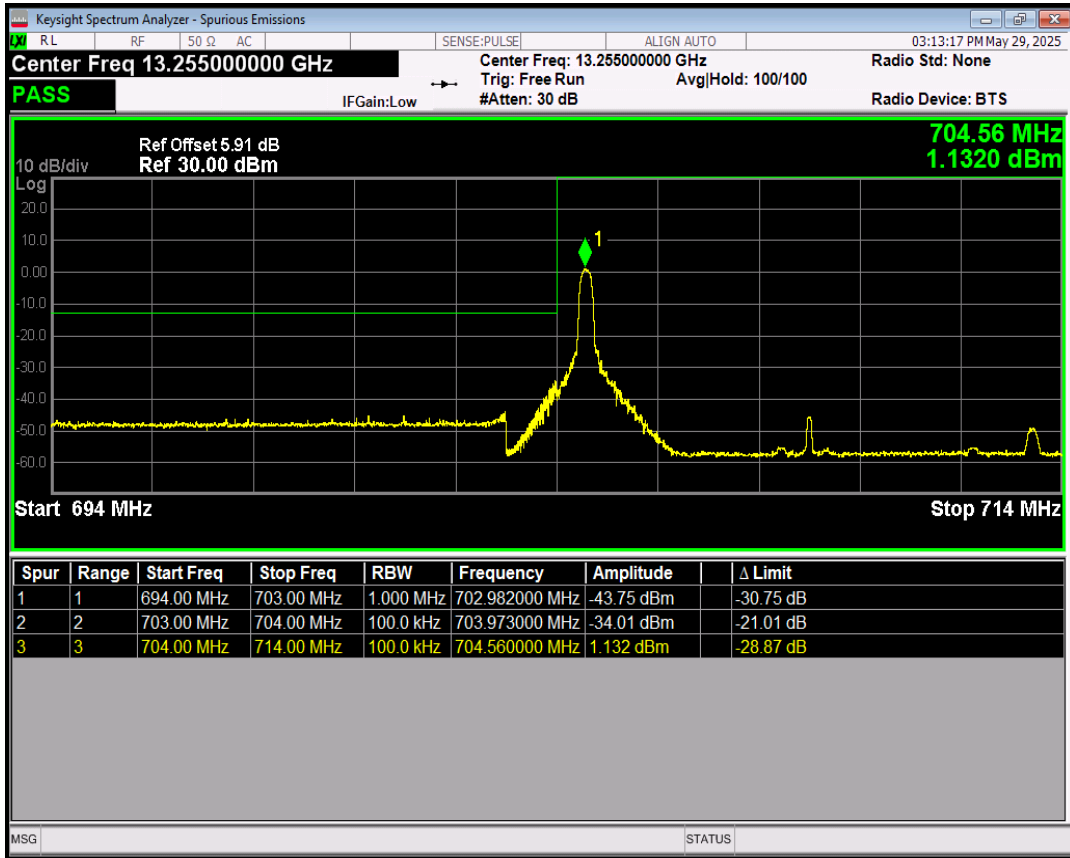 Keysight Spectrum Analyzer - Spurious Emissions
LXI RL RF 50 Ω AC SENSE:PULSE ALIGN AUTO 03:13:17 PM May 29, 2025
Center Freq 13.255000000 GHz Center Freq: 13.255000000 GHz Radio Std: None
Trig: Free Run Avg|Hold: 100/100
PASS IFGain:Low #Atten: 30 dB Radio Device: BTS
704.56 MHz
Ref Offset 5.91 dB
10 dB/div Ref 30.00 dBm 1.1320 dBm
Log
20.0
10.0
1
0.00
-10.0
-20.0
-30.0
-40.0
-50.0
-60.0
Start 694 MHz Stop 714 MHz
Spur Range Start Freq Stop Freq RBW Frequency Amplitude Δ Limit
1 1 694.00 MHz 703.00 MHz 1.000 MHz 702.982000 MHz -43.75 dBm -30.75 dB
2 2 703.00 MHz 704.00 MHz 100.0 kHz 703.973000 MHz -34.01 dBm -21.01 dB
3 3 704.00 MHz 714.00 MHz 100.0 kHz 704.560000 MHz 1.132 dBm -28.87 dB
MSG STATUS